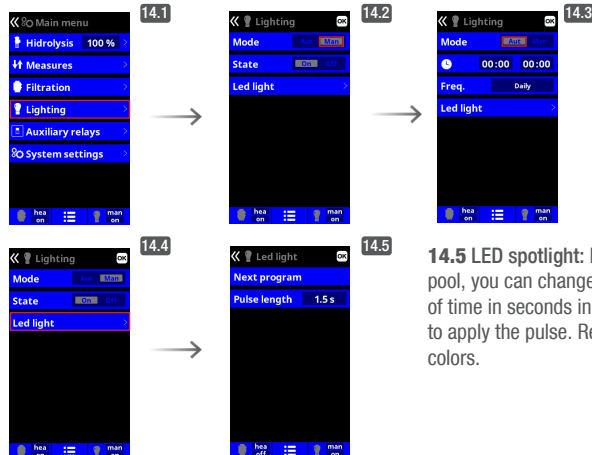 Main menu
14.1
Hidrolysis 100 %
Measures
Filtration
Lighting
Auxiliary relays
System settings
hea on
man on
Lighting OK
14.2
Mode Aut Man
State On Off
Led light
hea on
man on
Lighting OK
14.3
Mode Aut Man
00:00 00:00
Freq. Daily
Led light
hea on
man on
Lighting OK
14.4
Mode Aut Man
State On Off
Led light
hea on
man on
Led light OK
14.5
Next program
Pulse length 1.5 s
hea off
man on
14.5 LED spotlight:
pool, you can change
of time in seconds in
to apply the pulse. Re
colors.